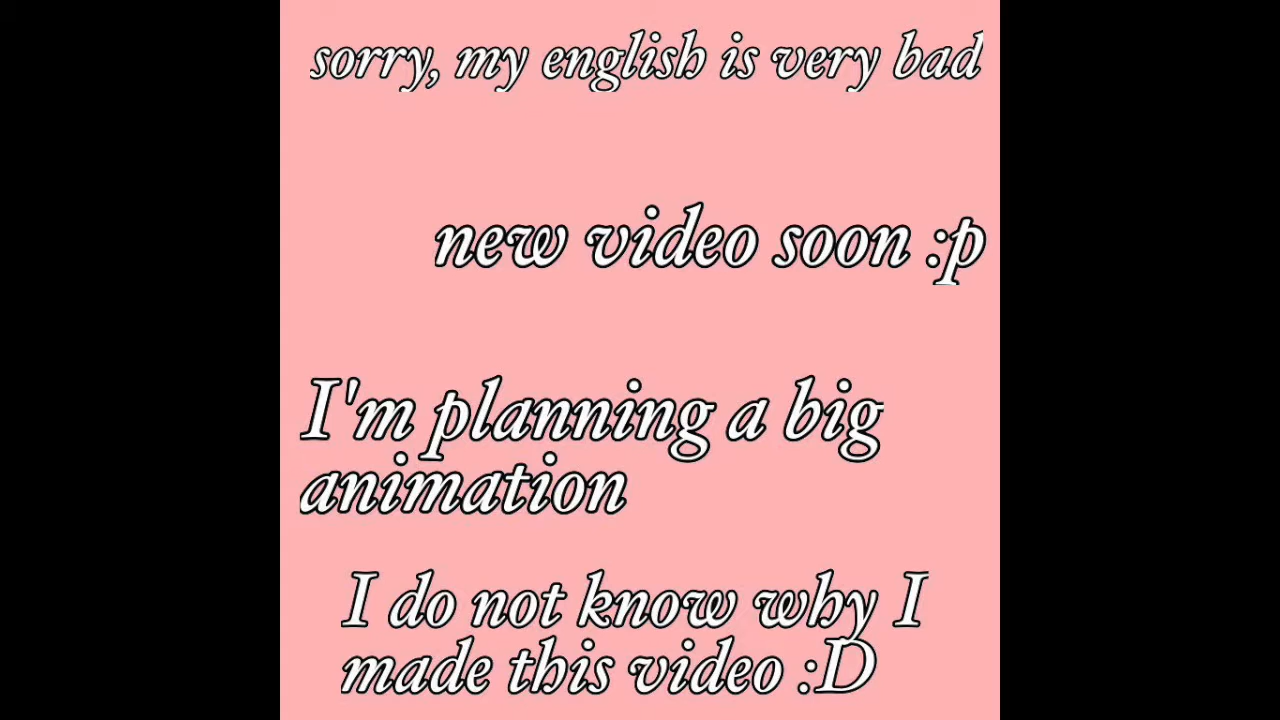 sorry, my english is very bad
new video soon :p
I'm planning a big
animation
I do not know why I
made this video :D